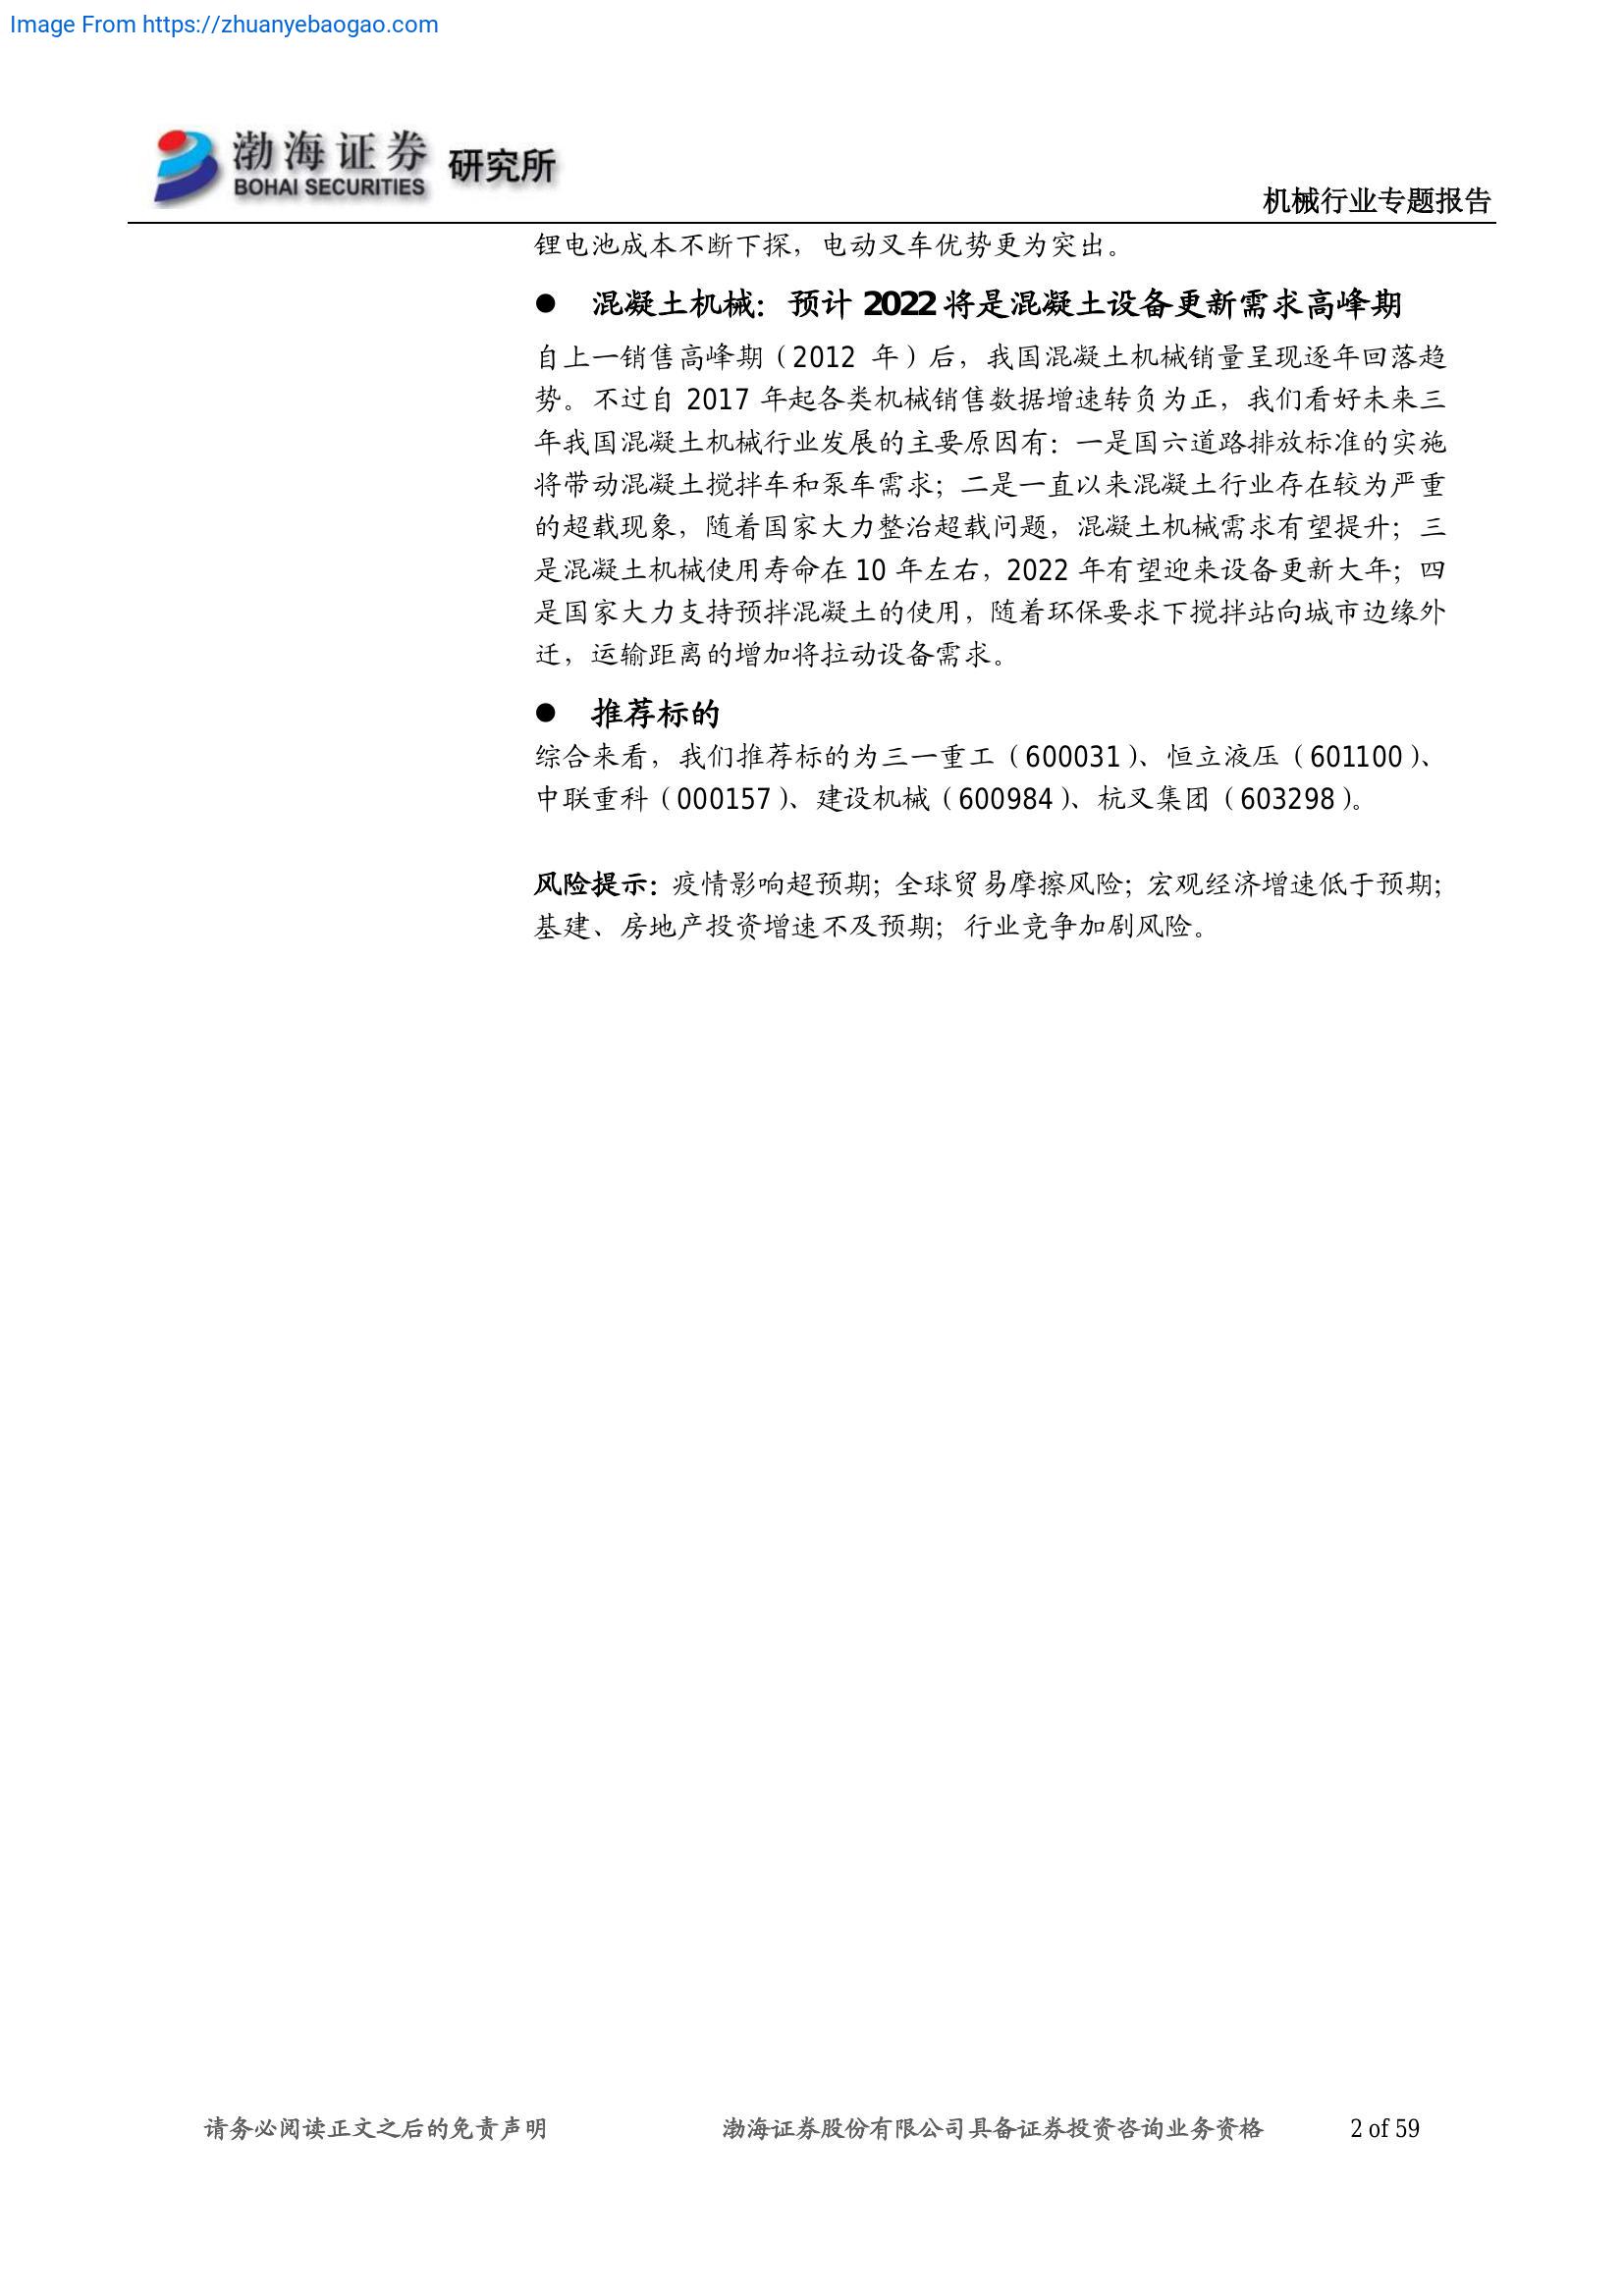 Image From https://zhuanyebaogao.com
渤海证券
BOHAI SECURITIES
研究所
机械行业专题报告
锂电池成本不断下探，电动叉车优势更为突出。
● 混凝土机械：预计 2022 将是混凝土设备更新需求高峰期
自上一销售高峰期（2012 年）后，我国混凝土机械销量呈现逐年回落趋
势。不过自 2017 年起各类机械销售数据增速转负为正，我们看好未来三
年我国混凝土机械行业发展的主要原因有：一是国六道路排放标准的实施
将带动混凝土搅拌车和泵车需求；二是一直以来混凝土行业存在较为严重
的超载现象，随着国家大力整治超载问题，混凝土机械需求有望提升；三
是混凝土机械使用寿命在 10 年左右，2022 年有望迎来设备更新大年；四
是国家大力支持预拌混凝土的使用，随着环保要求下搅拌站向城市边缘外
迁，运输距离的增加将拉动设备需求。
● 推荐标的
综合来看，我们推荐标的为三一重工（600031）、恒立液压（601100）、
中联重科（000157）、建设机械（600984）、杭叉集团（603298）。
风险提示：疫情影响超预期；全球贸易摩擦风险；宏观经济增速低于预期；
基建、房地产投资增速不及预期；行业竞争加剧风险。
请务必阅读正文之后的免责声明 渤海证券股份有限公司具备证券投资咨询业务资格 2 of 59